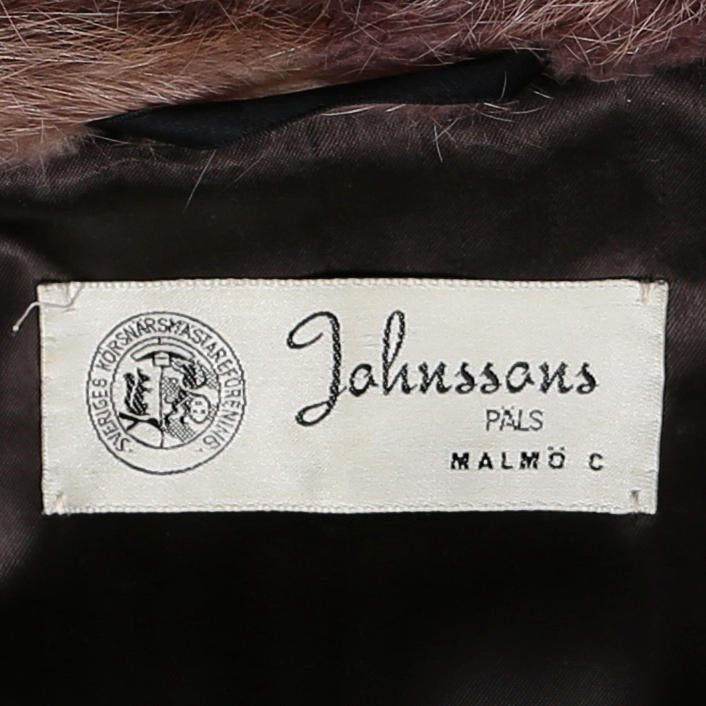 SVERIGES KÖRSNÄRSMÄSTAREFÖRENING
Johnssons
PÄLS
MALMÖ C